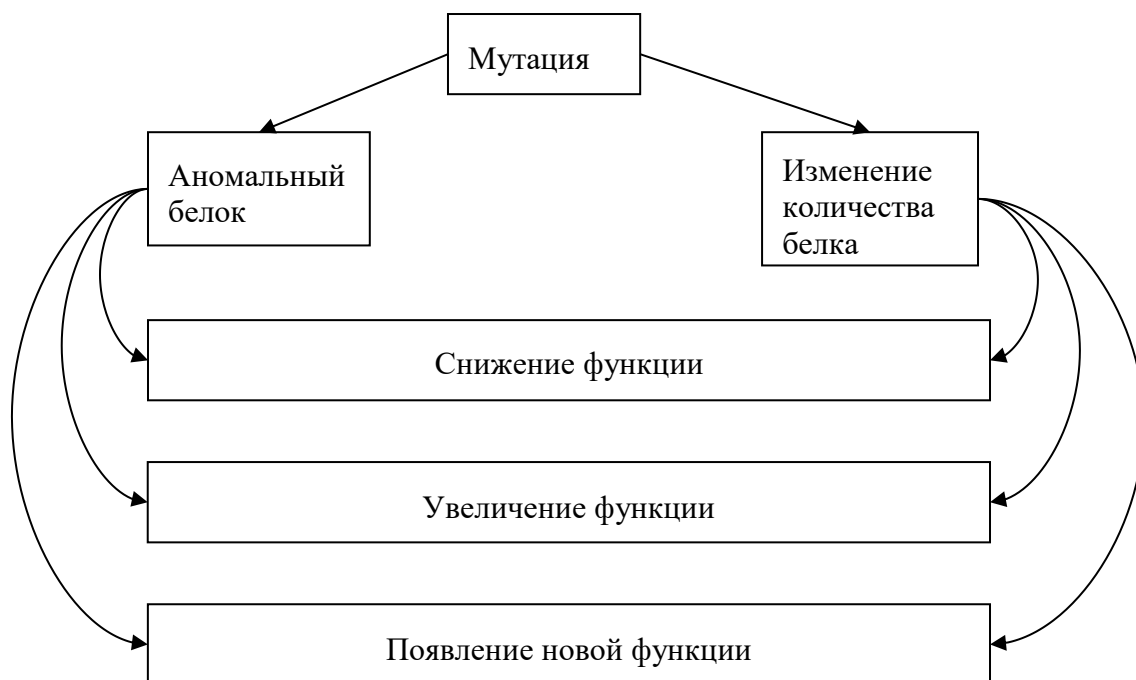 Мутация
Аномальный
белок
Изменение
количества
белка
Снижение функции
Увеличение функции
Появление новой функции